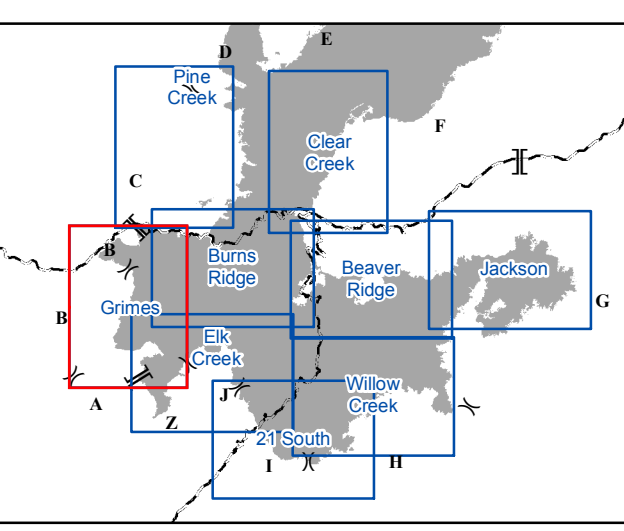 E
D
Pine
Creek
F
Clear
Creek
C
B
Burns
Ridge
Beaver
Ridge
Jackson
G
Grimes
B
Elk
Creek
J
Willow
Creek
A
Z
21 South
I
H